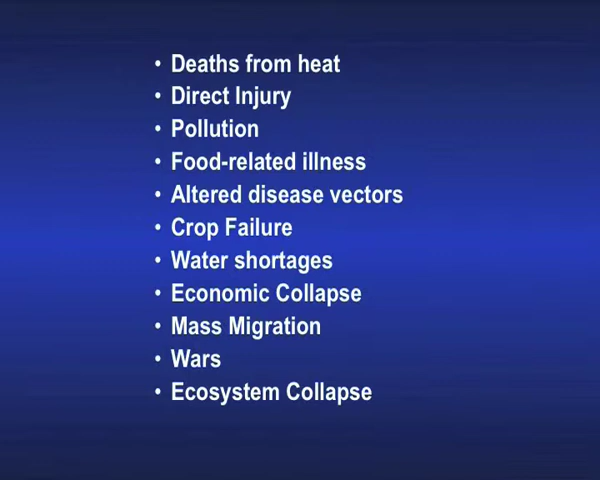 • Deaths from heat
• Direct Injury
• Pollution
• Food-related illness
• Altered disease vectors
• Crop Failure
• Water shortages
• Economic Collapse
• Mass Migration
• Wars
• Ecosystem Collapse